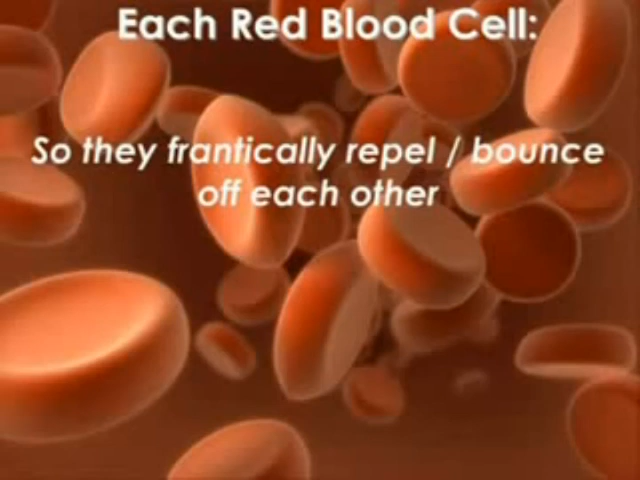 Each Red Blood Cell:
So they frantically repel / bounce
off each other